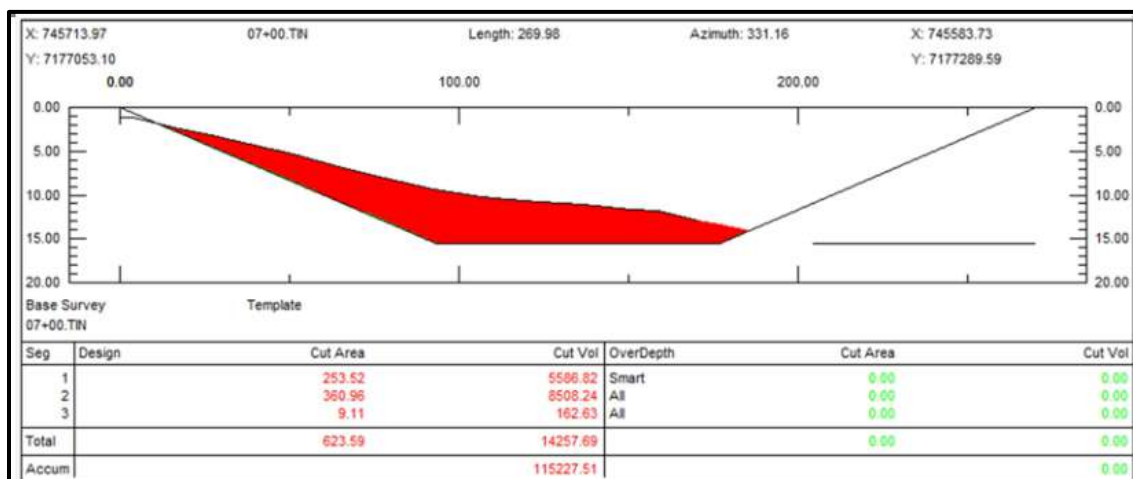 X: 745713.97 07+00.TIN Length: 269.98 Azimuth: 331.16 X: 745583.73
Y: 7177053.10 Y: 7177289.59
0.00 100.00 200.00
0.00 0.00
5.00 5.00
10.00 10.00
15.00 15.00
20.00 20.00
Base Survey Template
07+00.TIN
Seg Design Cut Area Cut Vol OverDepth Cut Area Cut Vol
1 253.52 5586.82 Smart 0.00 0.00
2 360.96 8508.24 All 0.00 0.00
3 9.11 162.63 All 0.00 0.00
Total 623.59 14257.69 0.00 0.00
Accum 115227.51 0.00